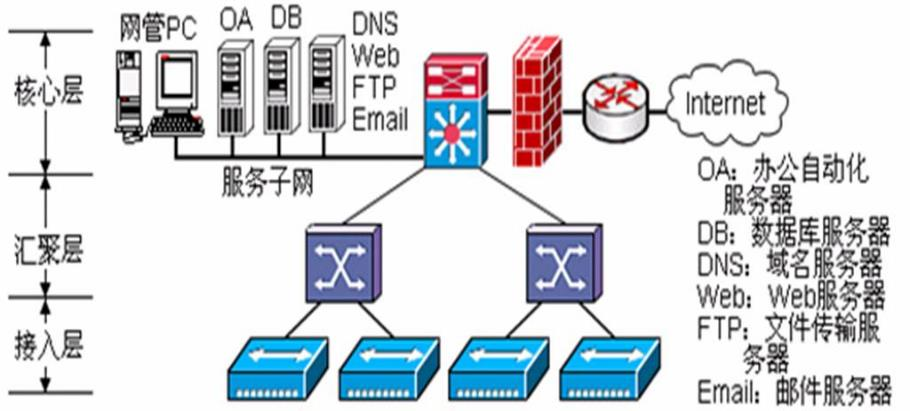 网管PC
OA
DB
DNS
Web
FTP
Email
核心层
Internet
服务子网
汇聚层
接入层
OA：办公自动化
服务器
DB：数据库服务器
DNS：域名服务器
Web：Web服务器
FTP：文件传输服
务器
Email：邮件服务器